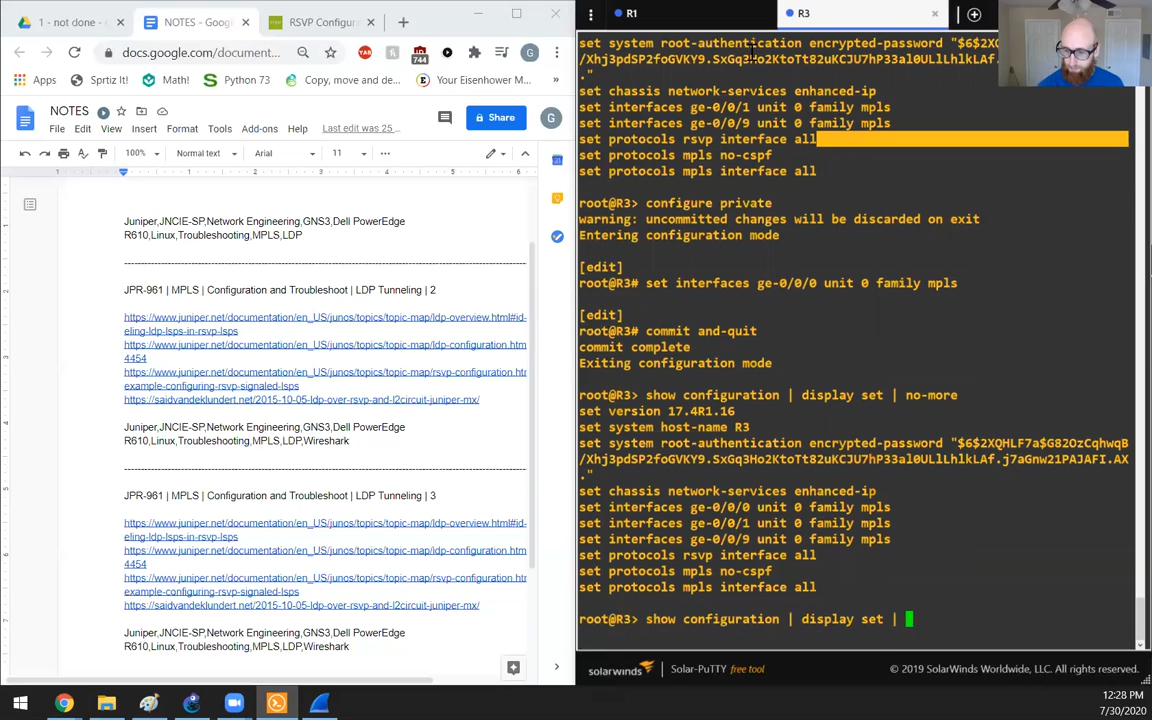 1 - not done -
NOTES - Goo
RSVP Configur
R1
R3
docs.google.com/documen...
744
G
Apps
Sprtiz It!
Math!
Python 73
Copy, move and de...
Your Eisenhower M...
NOTES
File Edit View Insert Format Tools Add-ons Help Last edit was 25 ...
Share
G
100% Normal text Arial 11
1 2 3 4 5 6
Juniper,JNCIE-SP,Network Engineering,GNS3,Dell PowerEdge
R610,Linux,Troubleshooting,MPLS,LDP
JPR-961 | MPLS | Configuration and Troubleshoot | LDP Tunneling | 2
https://www.juniper.net/documentation/en_US/junos/topics/topic-map/ldp-overview.html#id-
eling-ldp-lsps-in-rsvp-lsps
https://www.juniper.net/documentation/en_US/junos/topics/topic-map/ldp-configuration.htm
4454
https://www.juniper.net/documentation/en_US/junos/topics/topic-map/rsvp-configuration.htm
example-configuring-rsvp-signaled-lsps
https://saidvandeklundert.net/2015-10-05-ldp-over-rsvp-and-l2circuit-juniper-mx/
Juniper,JNCIE-SP,Network Engineering,GNS3,Dell PowerEdge
R610,Linux,Troubleshooting,MPLS,LDP,Wireshark
JPR-961 | MPLS | Configuration and Troubleshoot | LDP Tunneling | 3
https://www.juniper.net/documentation/en_US/junos/topics/topic-map/ldp-overview.html#id-
eling-ldp-lsps-in-rsvp-lsps
https://www.juniper.net/documentation/en_US/junos/topics/topic-map/ldp-configuration.htm
4454
https://www.juniper.net/documentation/en_US/junos/topics/topic-map/rsvp-configuration.htm
example-configuring-rsvp-signaled-lsps
https://saidvandeklundert.net/2015-10-05-ldp-over-rsvp-and-l2circuit-juniper-mx/
Juniper,JNCIE-SP,Network Engineering,GNS3,Dell PowerEdge
R610,Linux,Troubleshooting,MPLS,LDP,Wireshark
set system root-authentication encrypted-password "$6$2XQ
/Xhj3pdSP2foGVKY9.SxGq3Ho2KtoTt82uKCJU7hP33al0ULlLhlkLAf.
."
set chassis network-services enhanced-ip
set interfaces ge-0/0/1 unit 0 family mpls
set interfaces ge-0/0/9 unit 0 family mpls
set protocols rsvp interface all
set protocols mpls no-cspf
set protocols mpls interface all
root@R3> configure private
warning: uncommitted changes will be discarded on exit
Entering configuration mode
[edit]
root@R3# set interfaces ge-0/0/0 unit 0 family mpls
[edit]
root@R3# commit and-quit
commit complete
Exiting configuration mode
root@R3> show configuration | display set | no-more
set version 17.4R1.16
set system host-name R3
set system root-authentication encrypted-password "$6$2XQHLF7a$G82OzCqhwqB
/Xhj3pdSP2foGVKY9.SxGq3Ho2KtoTt82uKCJU7hP33al0ULlLhlkLAf.j7aGnw21PAJAFI.AX
."
set chassis network-services enhanced-ip
set interfaces ge-0/0/0 unit 0 family mpls
set interfaces ge-0/0/1 unit 0 family mpls
set interfaces ge-0/0/9 unit 0 family mpls
set protocols rsvp interface all
set protocols mpls no-cspf
set protocols mpls interface all
root@R3> show configuration | display set |
solarwinds Solar-PuTTY free tool © 2019 SolarWinds Worldwide, LLC. All rights reserved.
12:28 PM
7/30/2020